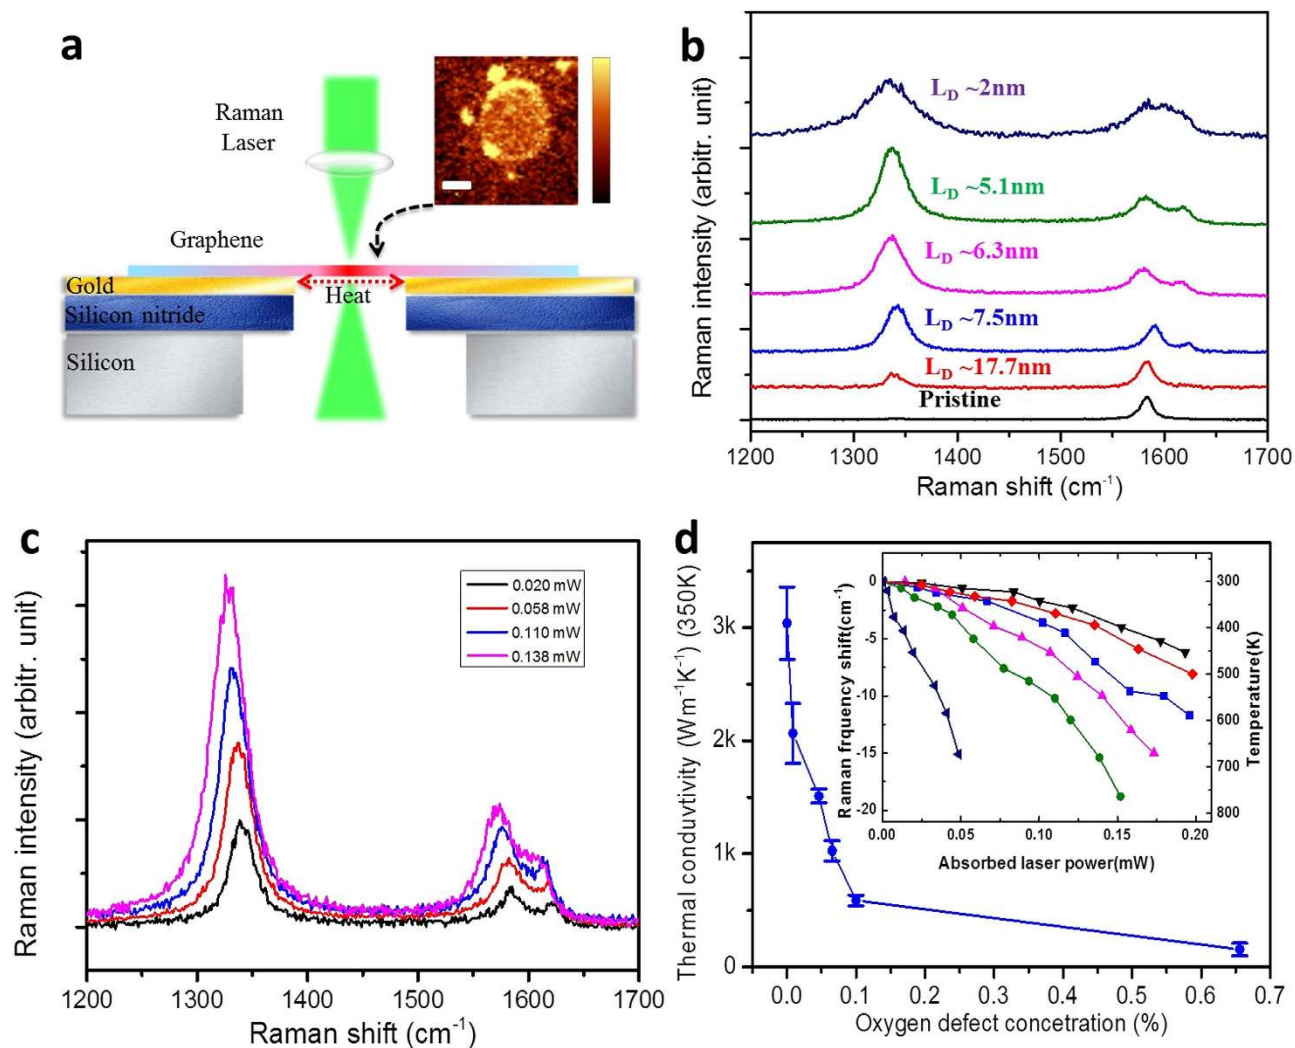 a
Raman
Laser
Graphene
Gold
Heat
Silicon nitride
Silicon
b
Raman intensity (arbitr. unit)
L_D ~2nm
L_D ~5.1nm
L_D ~6.3nm
L_D ~7.5nm
L_D ~17.7nm
Pristine
1200 1300 1400 1500 1600 1700
Raman shift (cm⁻¹)
c
Raman intensity (arbitr. unit)
0.020 mW
0.058 mW
0.110 mW
0.138 mW
1200 1300 1400 1500 1600 1700
Raman shift (cm⁻¹)
d
Thermal conduvtivity (Wm⁻¹K⁻¹) (350K)
3k
2k
1k
0
0.0 0.1 0.2 0.3 0.4 0.5 0.6 0.7
Oxygen defect concetration (%)
Raman frquency shift(cm⁻¹)
0
-5
-10
-15
-20
0.00 0.05 0.10 0.15 0.20
Absorbed laser power(mW)
300
400
500
600
700
800
Temperature(K)